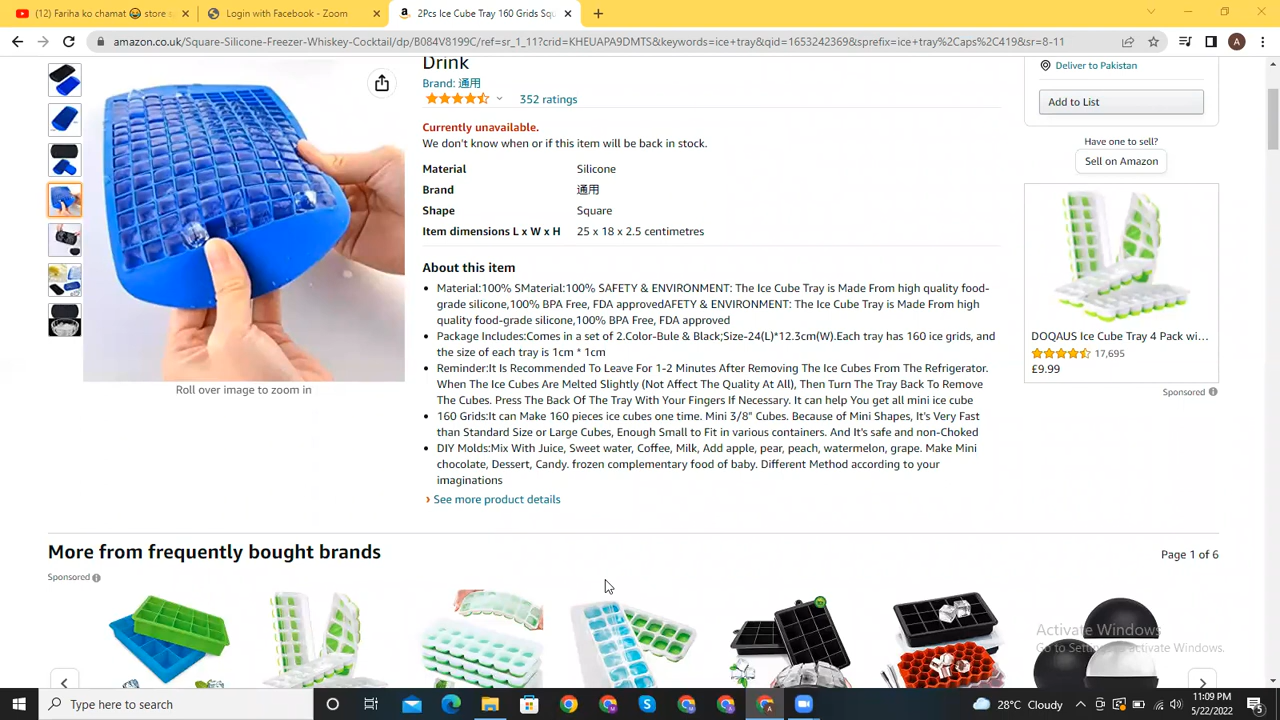 (12) Fariha ko chamat 😂 store s
Login with Facebook - Zoom
2Pcs Ice Cube Tray 160 Grids Squ
amazon.co.uk/Square-Silicone-Freezer-Whiskey-Cocktail/dp/B084V8199C/ref=sr_1_11?crid=KHEUAPA9DMTS&keywords=ice+tray&qid=1653242369&sprefix=ice+tray%2Caps%2C419&sr=8-11
A
Drink
Brand: 通用
352 ratings
Currently unavailable.
We don't know when or if this item will be back in stock.
Material Silicone
Brand 通用
Shape Square
Item dimensions L x W x H 25 x 18 x 2.5 centimetres
About this item
• Material:100% SMaterial:100% SAFETY & ENVIRONMENT: The Ice Cube Tray is Made From high quality food-
grade silicone,100% BPA Free, FDA approvedAFETY & ENVIRONMENT: The Ice Cube Tray is Made From high
quality food-grade silicone,100% BPA Free, FDA approved
• Package Includes:Comes in a set of 2.Color-Bule & Black;Size-24(L)*12.3cm(W).Each tray has 160 ice grids, and
the size of each tray is 1cm * 1cm
• Reminder:It Is Recommended To Leave For 1-2 Minutes After Removing The Ice Cubes From The Refrigerator.
When The Ice Cubes Are Melted Slightly (Not Affect The Quality At All), Then Turn The Tray Back To Remove
The Cubes. Press The Back Of The Tray With Your Fingers If Necessary. It can help You get all mini ice cube
• 160 Grids:It can Make 160 pieces ice cubes one time. Mini 3/8" Cubes. Because of Mini Shapes, It's Very Fast
than Standard Size or Large Cubes, Enough Small to Fit in various containers. And It's safe and non-Choked
• DIY Molds:Mix With Juice, Sweet water, Coffee, Milk, Add apple, pear, peach, watermelon, grape. Make Mini
chocolate, Dessert, Candy. frozen complementary food of baby. Different Method according to your
imaginations
› See more product details
Roll over image to zoom in
Deliver to Pakistan
Add to List
Have one to sell?
Sell on Amazon
DOQAUS Ice Cube Tray 4 Pack wi...
17,695
£9.99
Sponsored
More from frequently bought brands
Page 1 of 6
Sponsored
Activate Windows
Go to Settings to activate Windows.
Type here to search
28°C Cloudy
11:09 PM
5/22/2022
5